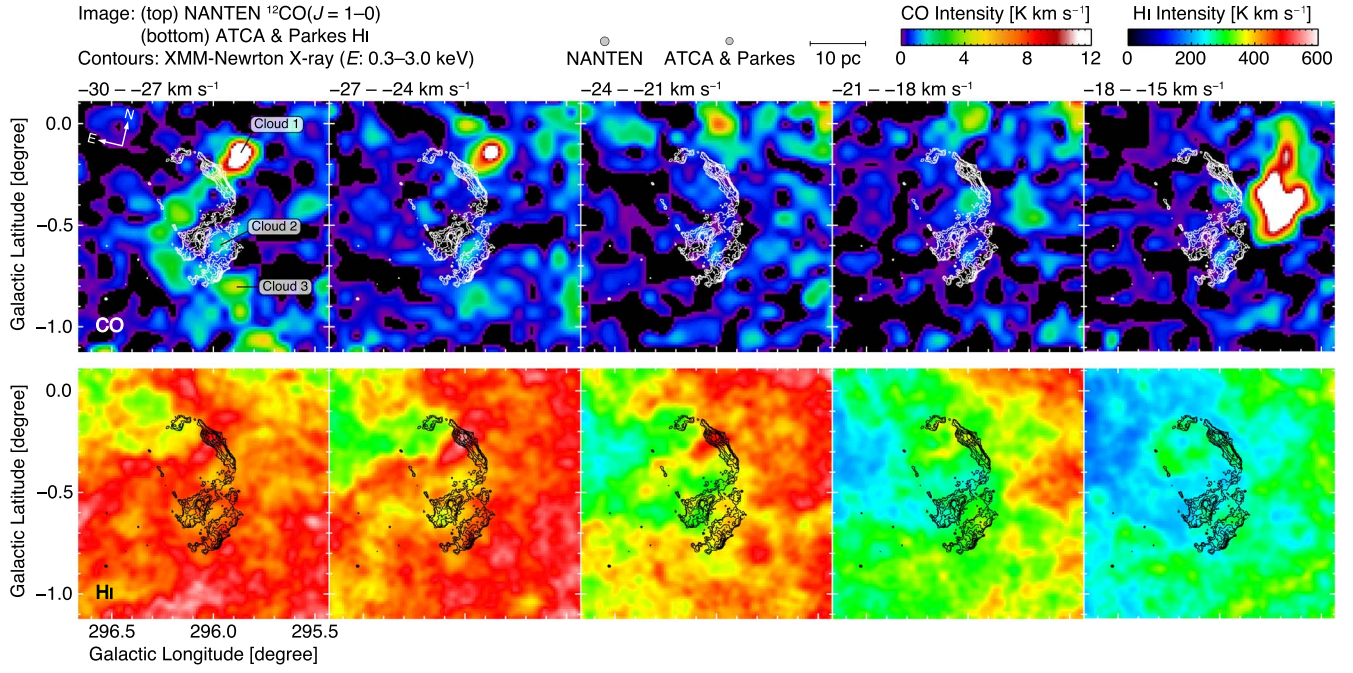 Image: (top) NANTEN ¹²CO(J = 1–0)
(bottom) ATCA & Parkes HI
Contours: XMM-Newrton X-ray (E: 0.3–3.0 keV)
NANTEN ATCA & Parkes 10 pc
CO Intensity [K km s⁻¹] HI Intensity [K km s⁻¹]
0 4 8 12 0 200 400 600
−30 – −27 km s⁻¹ −27 – −24 km s⁻¹ −24 – −21 km s⁻¹ −21 – −18 km s⁻¹ −18 – −15 km s⁻¹
N
E
Cloud 1
Cloud 2
Cloud 3
CO
0.0
−0.5
−1.0
Galactic Latitude [degree]
HI
0.0
−0.5
−1.0
Galactic Latitude [degree]
296.5 296.0 295.5
Galactic Longitude [degree]